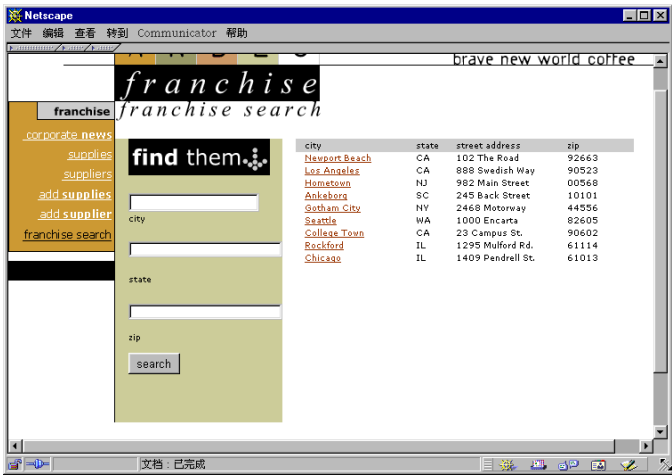 Netscape
文件 编辑 查看 转到 Communicator 帮助
brave new world coffee
franchise
franchise search
franchise
corporate news
supplies
suppliers
add supplies
add supplier
franchise search
find them
city
state
zip
search
city state street address zip
Newport Beach CA 102 The Road 92663
Los Angeles CA 888 Swedish Way 90523
Hometown NJ 982 Main Street 00568
Ankeborg SC 245 Back Street 10101
Gotham City NY 2468 Motorway 44556
Seattle WA 1000 Encarta 82605
College Town CA 23 Campus St. 90602
Rockford IL 1295 Mulford Rd. 61114
Chicago IL 1409 Pendrell St. 61013
文档：已完成